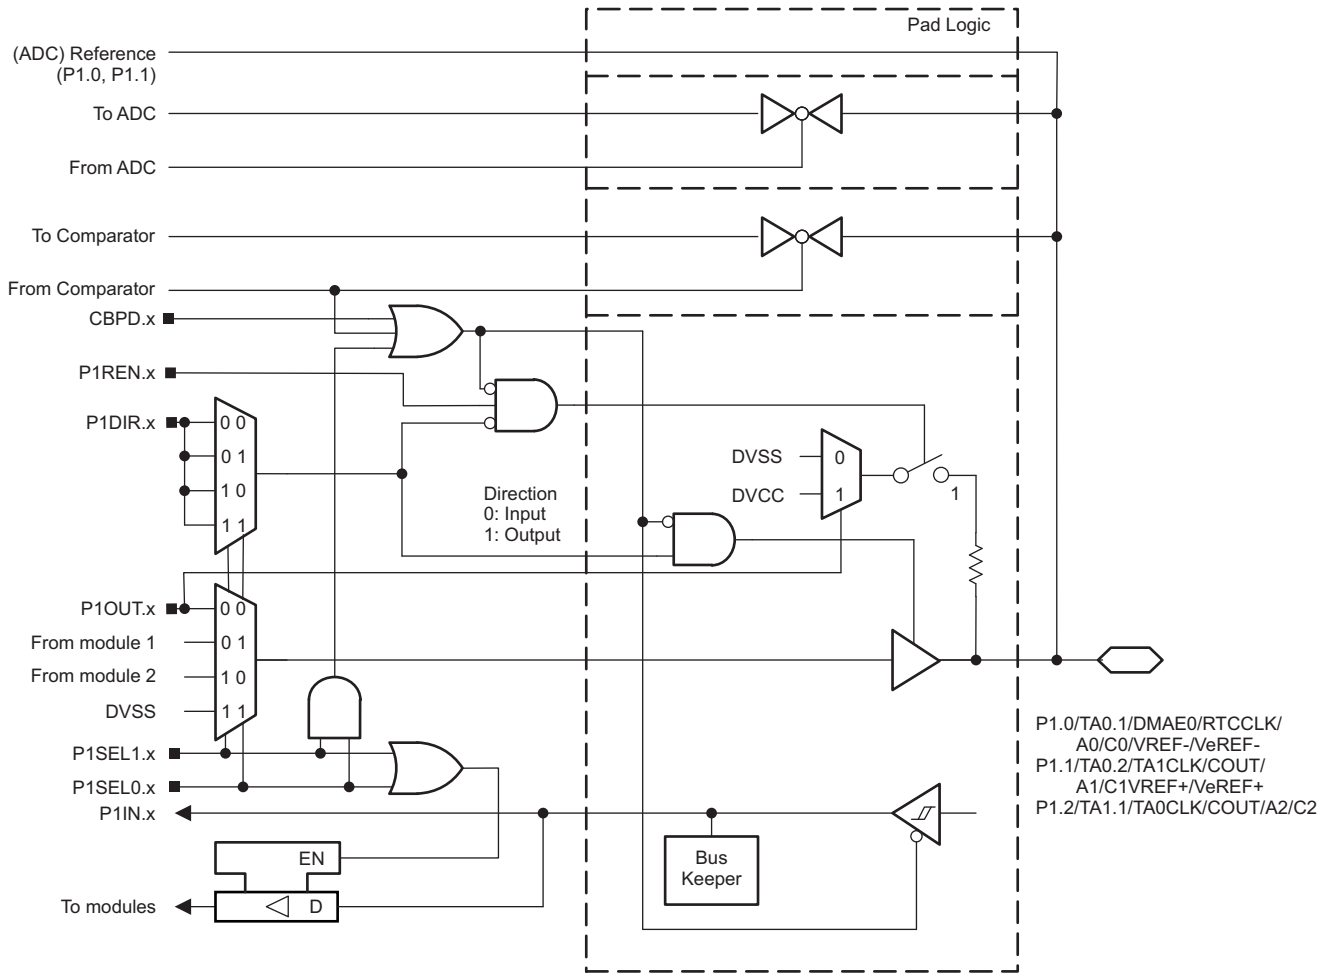 Pad Logic
(ADC) Reference
(P1.0, P1.1)
To ADC
From ADC
To Comparator
From Comparator
CBPD.x
P1REN.x
P1DIR.x
0 0
0 1
1 0
1 1
Direction
0: Input
1: Output
DVSS
DVCC
0
1
1
P1OUT.x
From module 1
From module 2
DVSS
0 0
0 1
1 0
1 1
P1SEL1.x
P1SEL0.x
P1IN.x
EN
D
To modules
Bus
Keeper
P1.0/TA0.1/DMAE0/RTCCLK/
A0/C0/VREF-/VeREF-
P1.1/TA0.2/TA1CLK/COUT/
A1/C1VREF+/VeREF+
P1.2/TA1.1/TA0CLK/COUT/A2/C2